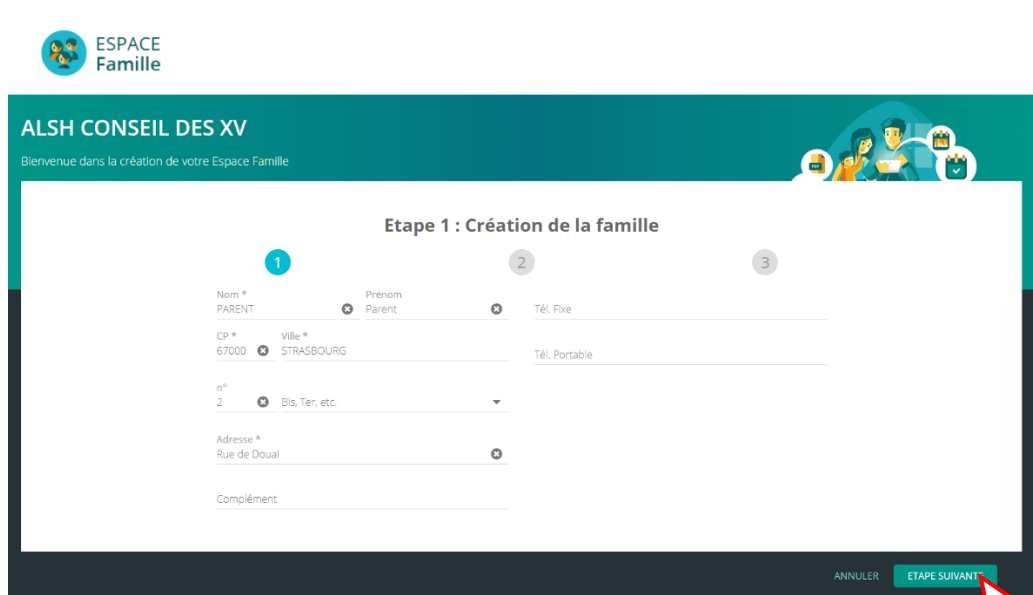 ESPACE
Famille
ALSH CONSEIL DES XV
Bienvenue dans la création de votre Espace Famille
PDF
Etape 1 : Création de la famille
1 2 3
Nom * Prénom
PARENT Parent Tél. Fixe
CP * Ville *
67000 STRASBOURG Tél. Portable
n°
2 Bis, Ter, etc.
Adresse *
Rue de Douai
Complément
ANNULER ETAPE SUIVANTE